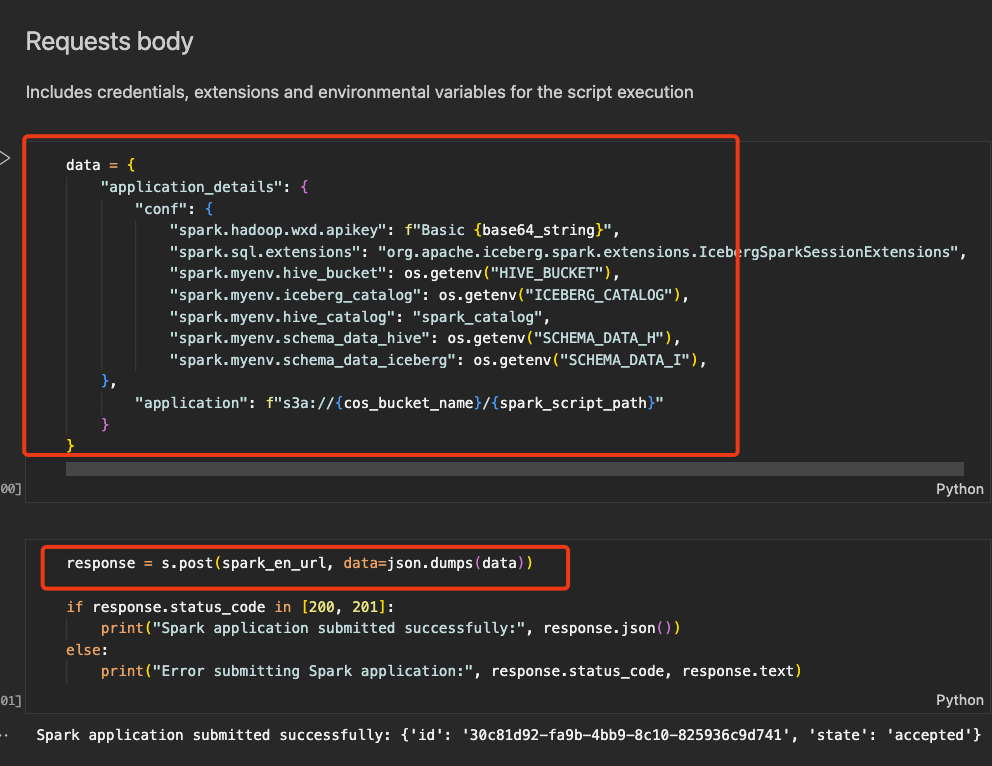 Requests body
Includes credentials, extensions and environmental variables for the script execution
data = {
"application_details": {
"conf": {
"spark.hadoop.wxd.apikey": f"Basic {base64_string}",
"spark.sql.extensions": "org.apache.iceberg.spark.extensions.IcebergSparkSessionExtensions",
"spark.myenv.hive_bucket": os.getenv("HIVE_BUCKET"),
"spark.myenv.iceberg_catalog": os.getenv("ICEBERG_CATALOG"),
"spark.myenv.hive_catalog": "spark_catalog",
"spark.myenv.schema_data_hive": os.getenv("SCHEMA_DATA_H"),
"spark.myenv.schema_data_iceberg": os.getenv("SCHEMA_DATA_I"),
},
"application": f"s3a://{cos_bucket_name}/{spark_script_path}"
}
}
00]
Python
response = s.post(spark_en_url, data=json.dumps(data))
if response.status_code in [200, 201]:
print("Spark application submitted successfully:", response.json())
else:
print("Error submitting Spark application:", response.status_code, response.text)
01]
Python
Spark application submitted successfully: {'id': '30c81d92-fa9b-4bb9-8c10-825936c9d741', 'state': 'accepted'}